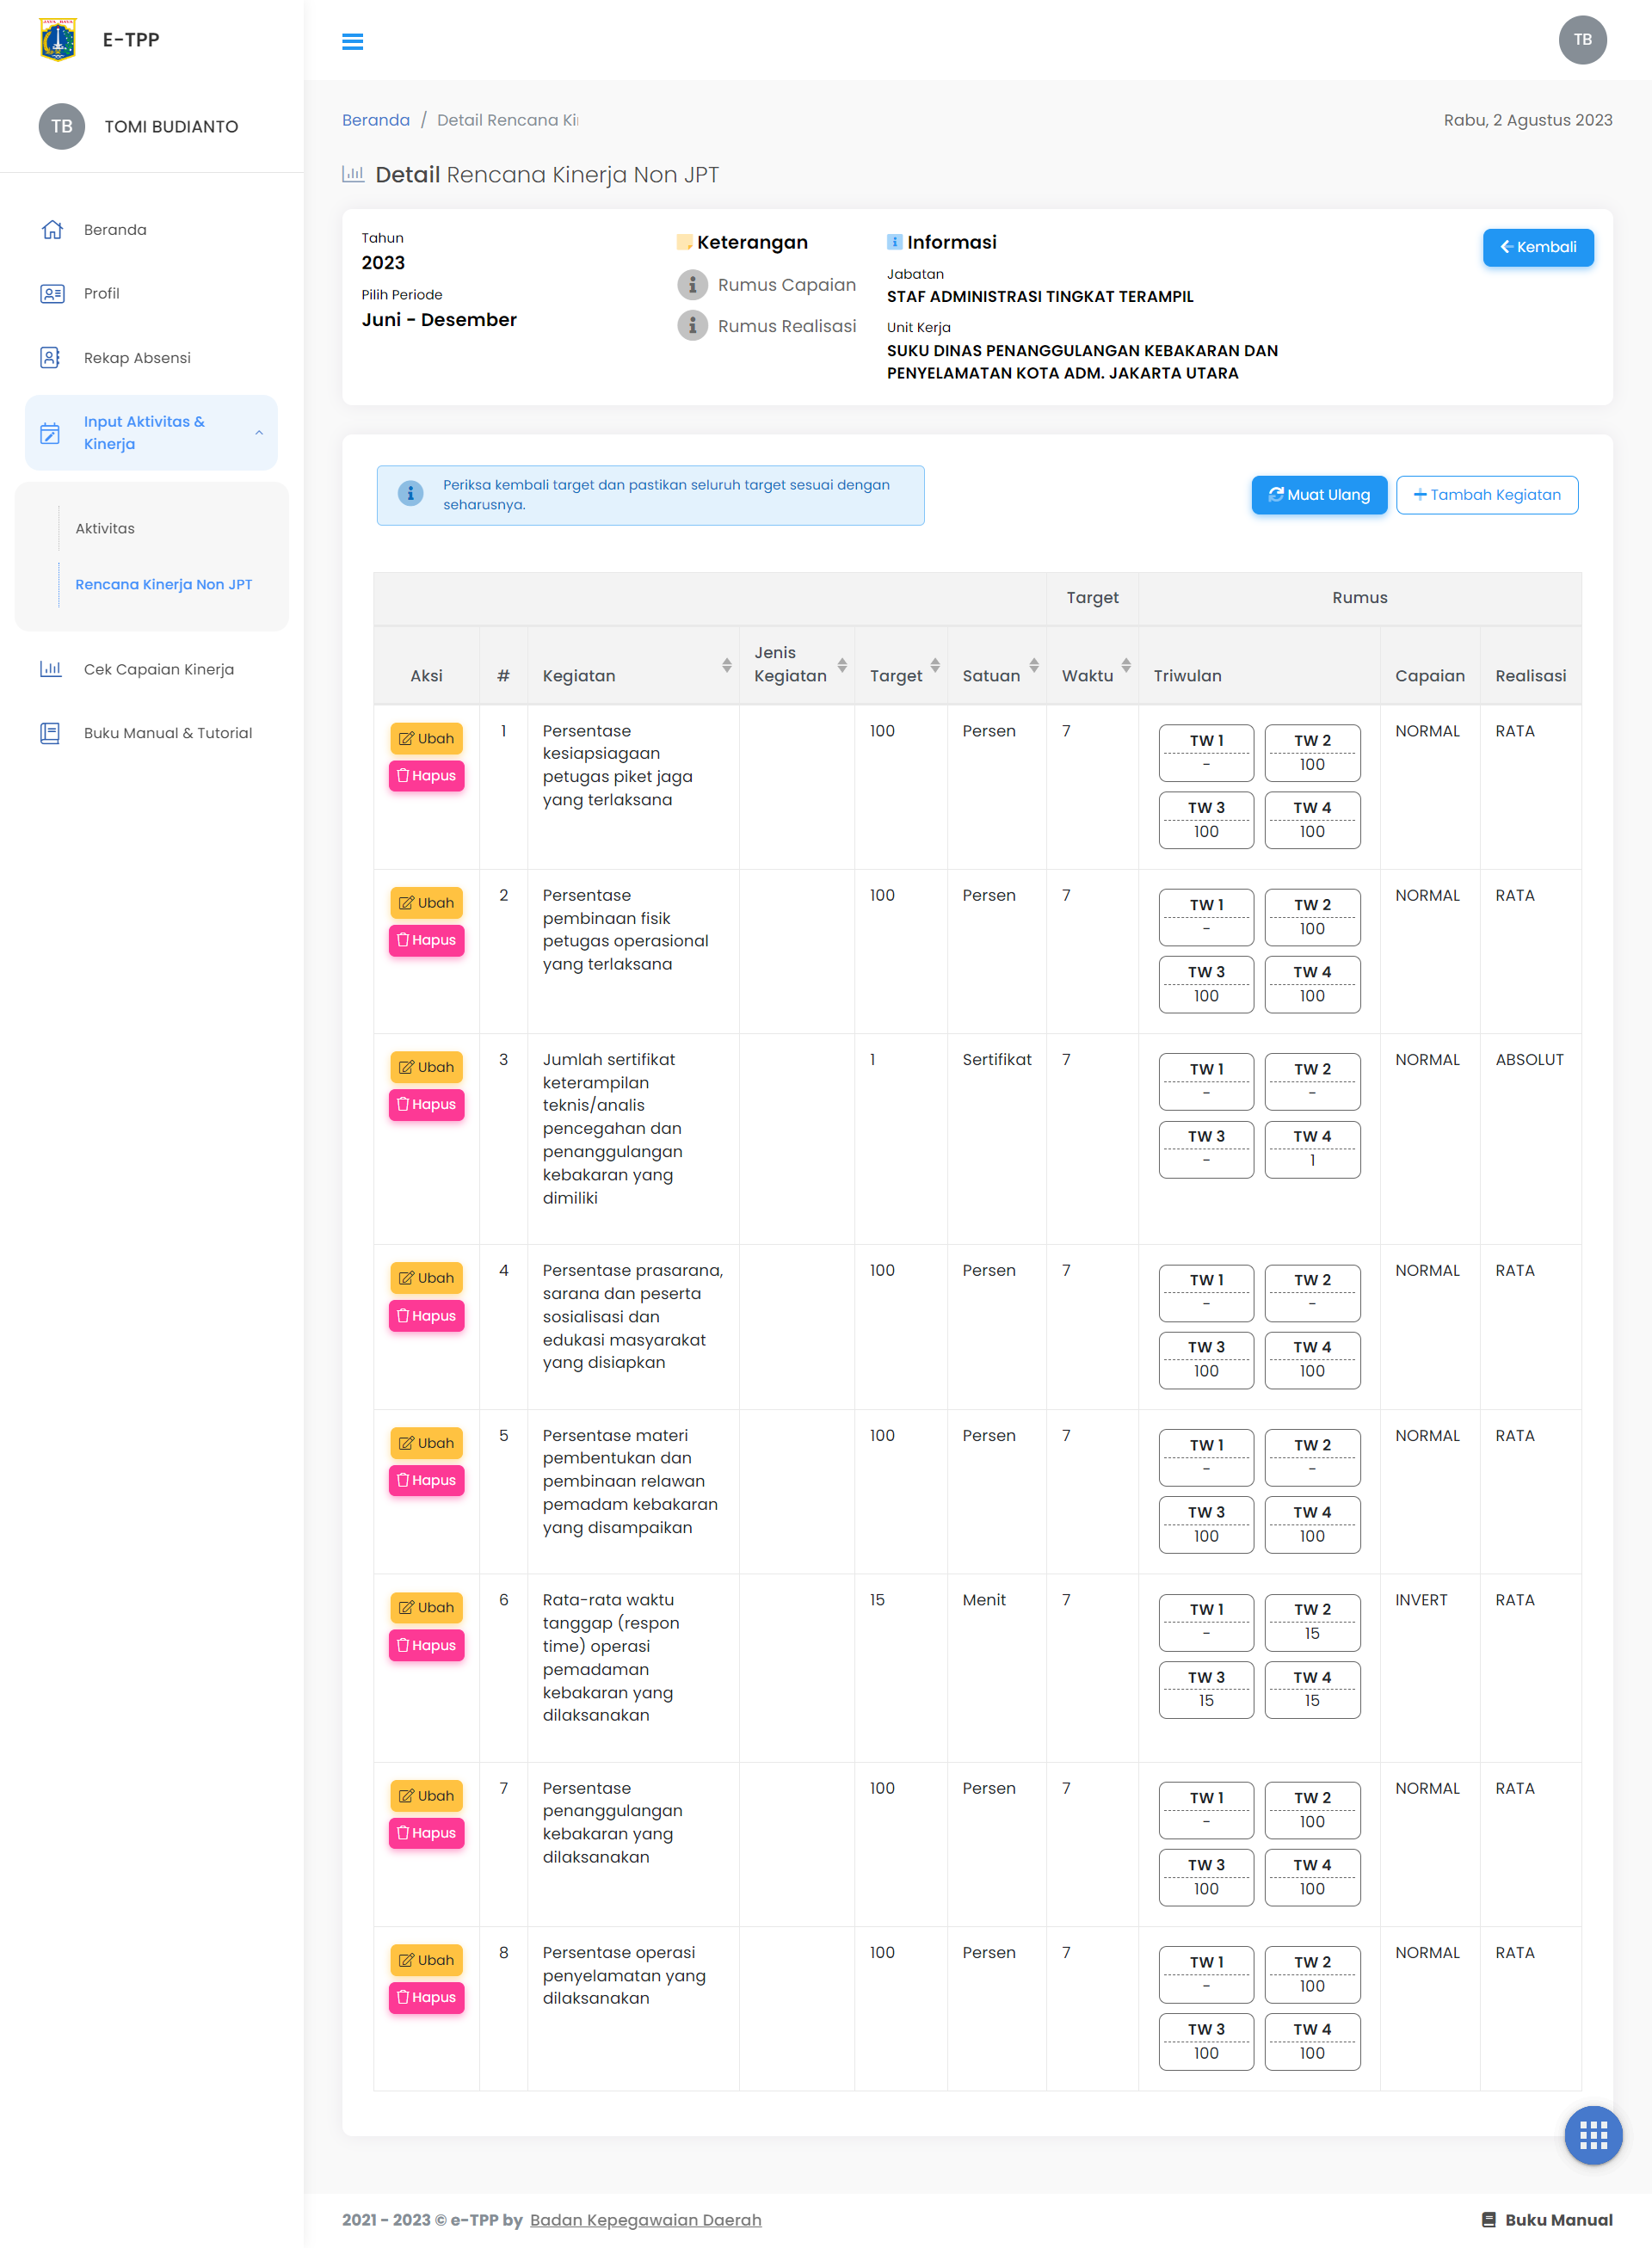 E-TPP
TB
TB
TOMI BUDIANTO
Beranda
Profil
Rekap Absensi
Input Aktivitas &
Kinerja
Aktivitas
Rencana Kinerja Non JPT
Cek Capaian Kinerja
Buku Manual & Tutorial
Beranda / Detail Rencana Ki
Rabu, 2 Agustus 2023
Detail Rencana Kinerja Non JPT
Tahun
2023
Pilih Periode
Juni - Desember
Keterangan
Rumus Capaian
Rumus Realisasi
Informasi
Jabatan
STAF ADMINISTRASI TINGKAT TERAMPIL
Unit Kerja
SUKU DINAS PENANGGULANGAN KEBAKARAN DAN
PENYELAMATAN KOTA ADM. JAKARTA UTARA
Kembali
Periksa kembali target dan pastikan seluruh target sesuai dengan
seharusnya.
Muat Ulang
Tambah Kegiatan
Target Rumus
Aksi # Kegiatan Jenis
Kegiatan Target Satuan Waktu Triwulan Capaian Realisasi
Ubah
Hapus
1
Persentase
kesiapsiagaan
petugas piket jaga
yang terlaksana
100 Persen 7
TW 1 TW 2
- 100
TW 3 TW 4
100 100
NORMAL RATA
Ubah
Hapus
2
Persentase
pembinaan fisik
petugas operasional
yang terlaksana
100 Persen 7
TW 1 TW 2
- 100
TW 3 TW 4
100 100
NORMAL RATA
Ubah
Hapus
3
Jumlah sertifikat
keterampilan
teknis/analis
pencegahan dan
penanggulangan
kebakaran yang
dimiliki
1 Sertifikat 7
TW 1 TW 2
- -
TW 3 TW 4
- 1
NORMAL ABSOLUT
Ubah
Hapus
4
Persentase prasarana,
sarana dan peserta
sosialisasi dan
edukasi masyarakat
yang disiapkan
100 Persen 7
TW 1 TW 2
- -
TW 3 TW 4
100 100
NORMAL RATA
Ubah
Hapus
5
Persentase materi
pembentukan dan
pembinaan relawan
pemadam kebakaran
yang disampaikan
100 Persen 7
TW 1 TW 2
- -
TW 3 TW 4
100 100
NORMAL RATA
Ubah
Hapus
6
Rata-rata waktu
tanggap (respon
time) operasi
pemadaman
kebakaran yang
dilaksanakan
15 Menit 7
TW 1 TW 2
- 15
TW 3 TW 4
15 15
INVERT RATA
Ubah
Hapus
7
Persentase
penanggulangan
kebakaran yang
dilaksanakan
100 Persen 7
TW 1 TW 2
- 100
TW 3 TW 4
100 100
NORMAL RATA
Ubah
Hapus
8
Persentase operasi
penyelamatan yang
dilaksanakan
100 Persen 7
TW 1 TW 2
- 100
TW 3 TW 4
100 100
NORMAL RATA
2021 - 2023 © e-TPP by Badan Kepegawaian Daerah
Buku Manual